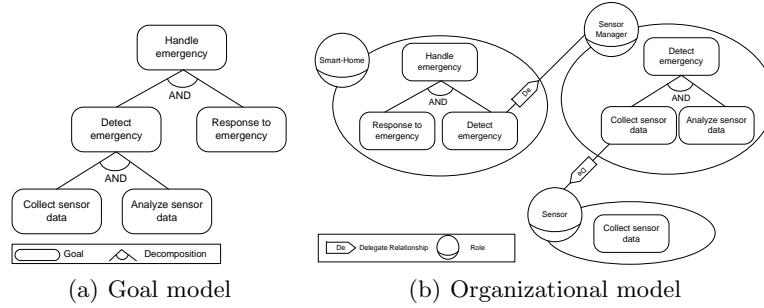 Handle
emergency
AND
Detect
emergency
Response to
emergency
AND
Collect sensor
data
Analyze sensor
data
Goal
Decomposition
(a) Goal model
Smart-Home
Handle
emergency
AND
Response to
emergency
Detect
emergency
De
Sensor
Manager
Detect
emergency
AND
Collect sensor
data
Analyze sensor
data
De
Sensor
Collect sensor
data
De
Delegate Relationship
Role
(b) Organizational model